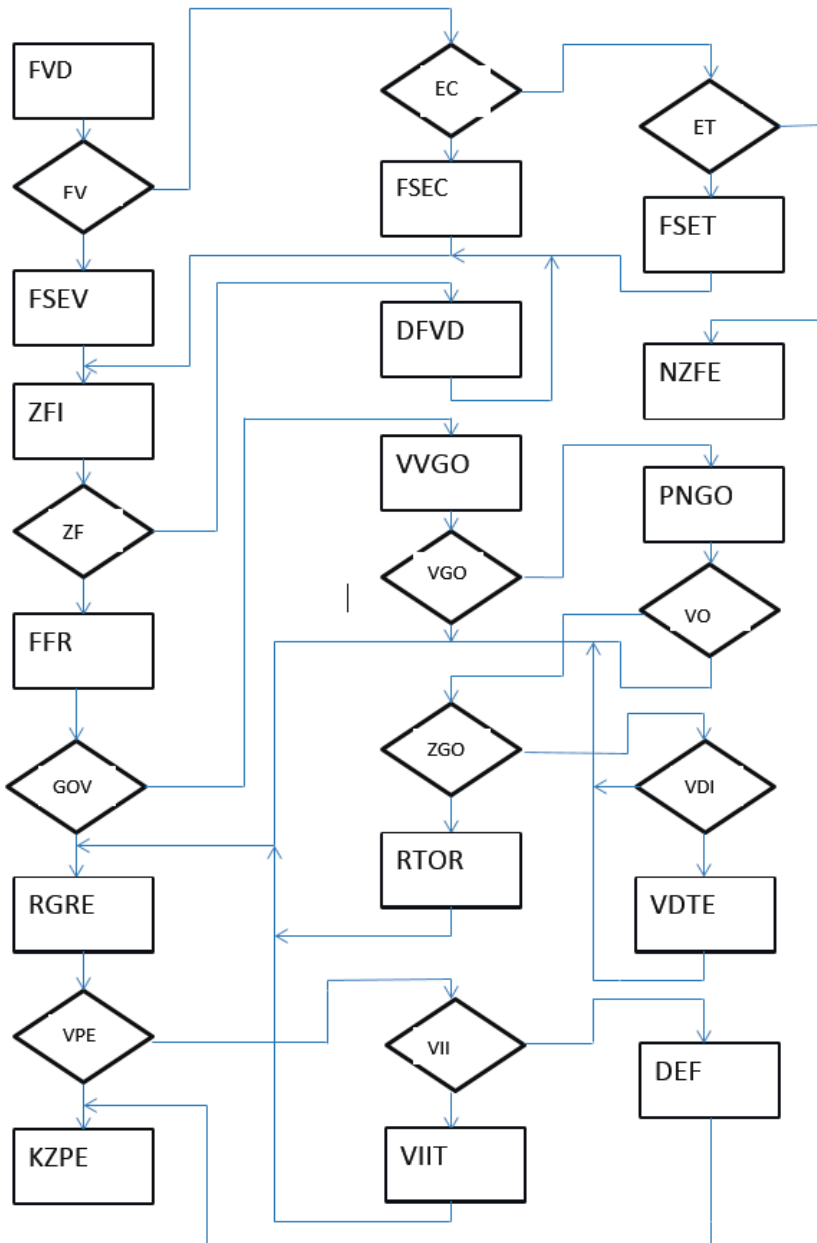 FVD
EC
ET
FV
FSEC
FSET
FSEV
DFVD
NZFE
ZFI
VVGO
PNGO
ZF
VGO
VO
FFR
ZGO
GOV
VDI
RTOR
RGRE
VDTE
VPE
VII
DEF
KZPE
VIIT